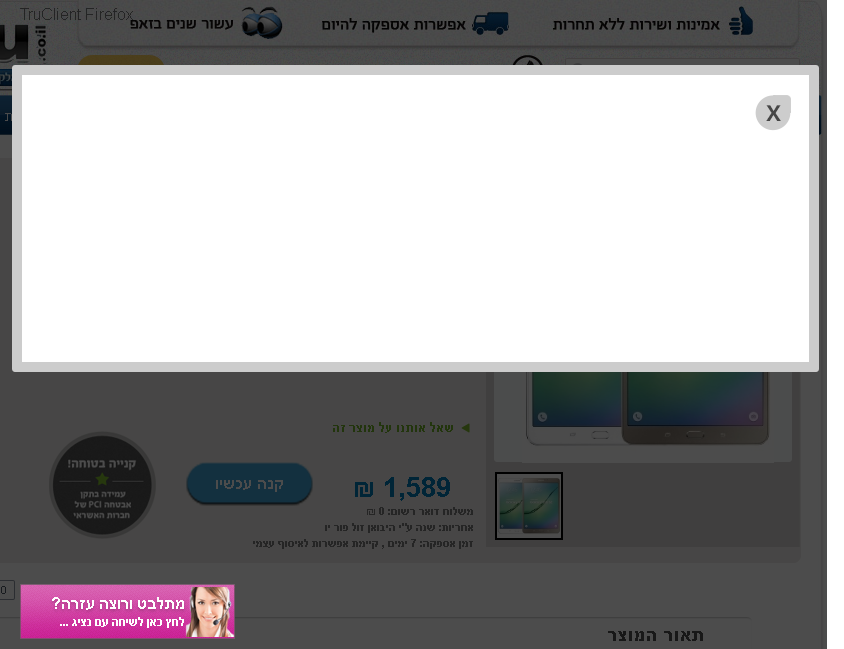 TruClient Firefox
אמינות ושירות ללא תחרות
אפשרות אספקה להיום
עשור שנים בזאפ
.co.il
X
שאל אותנו על מוצר זה
קנייה בטוחה!
עמידה בתקן
אבטחה PCI של
חברות האשראי
קנה עכשיו
1,589 ₪
משלוח דואר רשום: 0 ₪
אחריות: שנה ע"י היבואן זול פור יו
זמן אספקה: 7 ימים , קיימת אפשרות לאיסוף עצמי
מתלבט ורוצה עזרה?
לחץ כאן לשיחה עם נציג ...
תאור המוצר